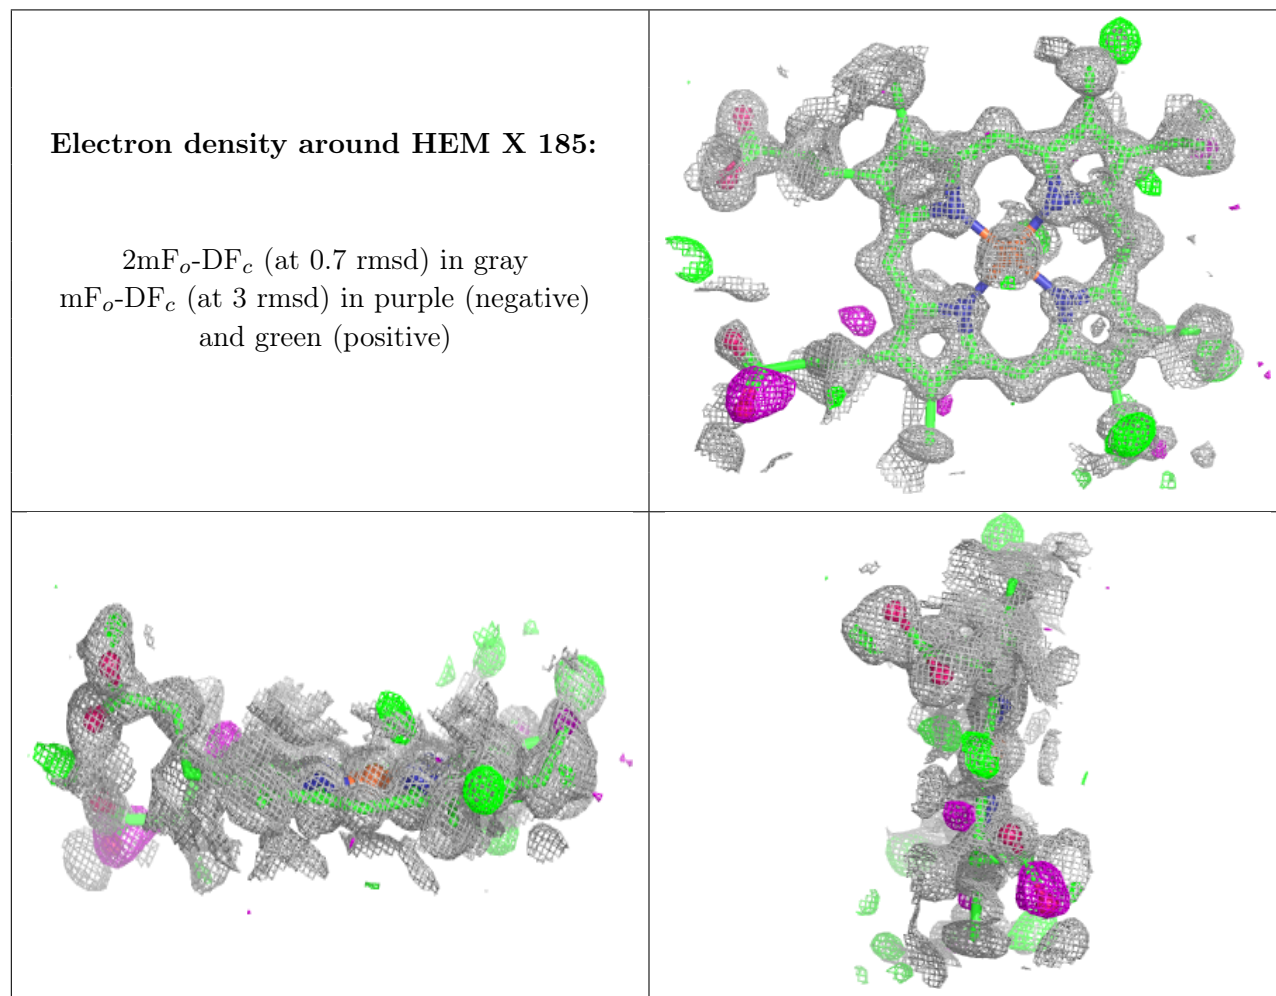 Electron density around HEM X 185:
2mFo-DFc (at 0.7 rmsd) in gray
mFo-DFc (at 3 rmsd) in purple (negative)
and green (positive)